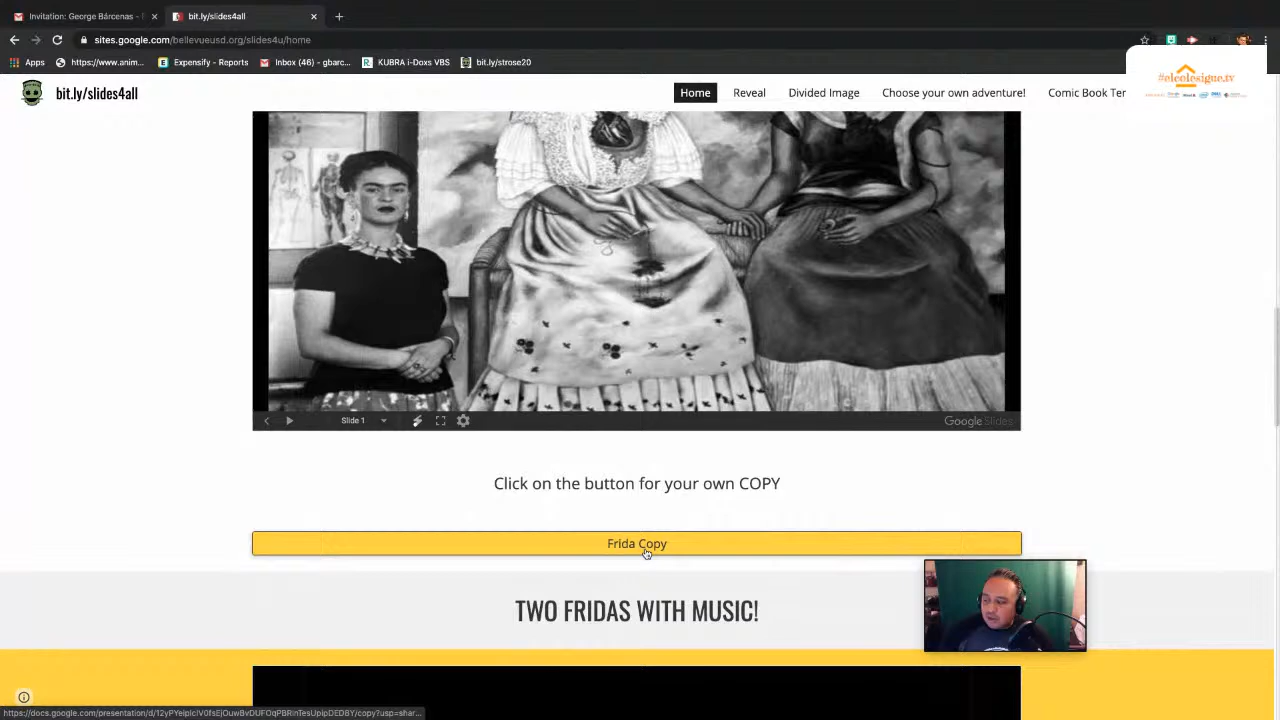 Invitation: George Bárcenas - I
bit.ly/slides4all
sites.google.com/bellevueusd.org/slides4u/home
Apps
https://www.anim...
Expensify - Reports
Inbox (46) - gbarc...
KUBRA i-Doxs VBS
bit.ly/strose20
#elcolesigue.tv
bit.ly/slides4all
Home
Reveal
Divided Image
Choose your own adventure!
Comic Book Ter
Slide 1
Google Slides
Click on the button for your own COPY
Frida Copy
TWO FRIDAS WITH MUSIC!